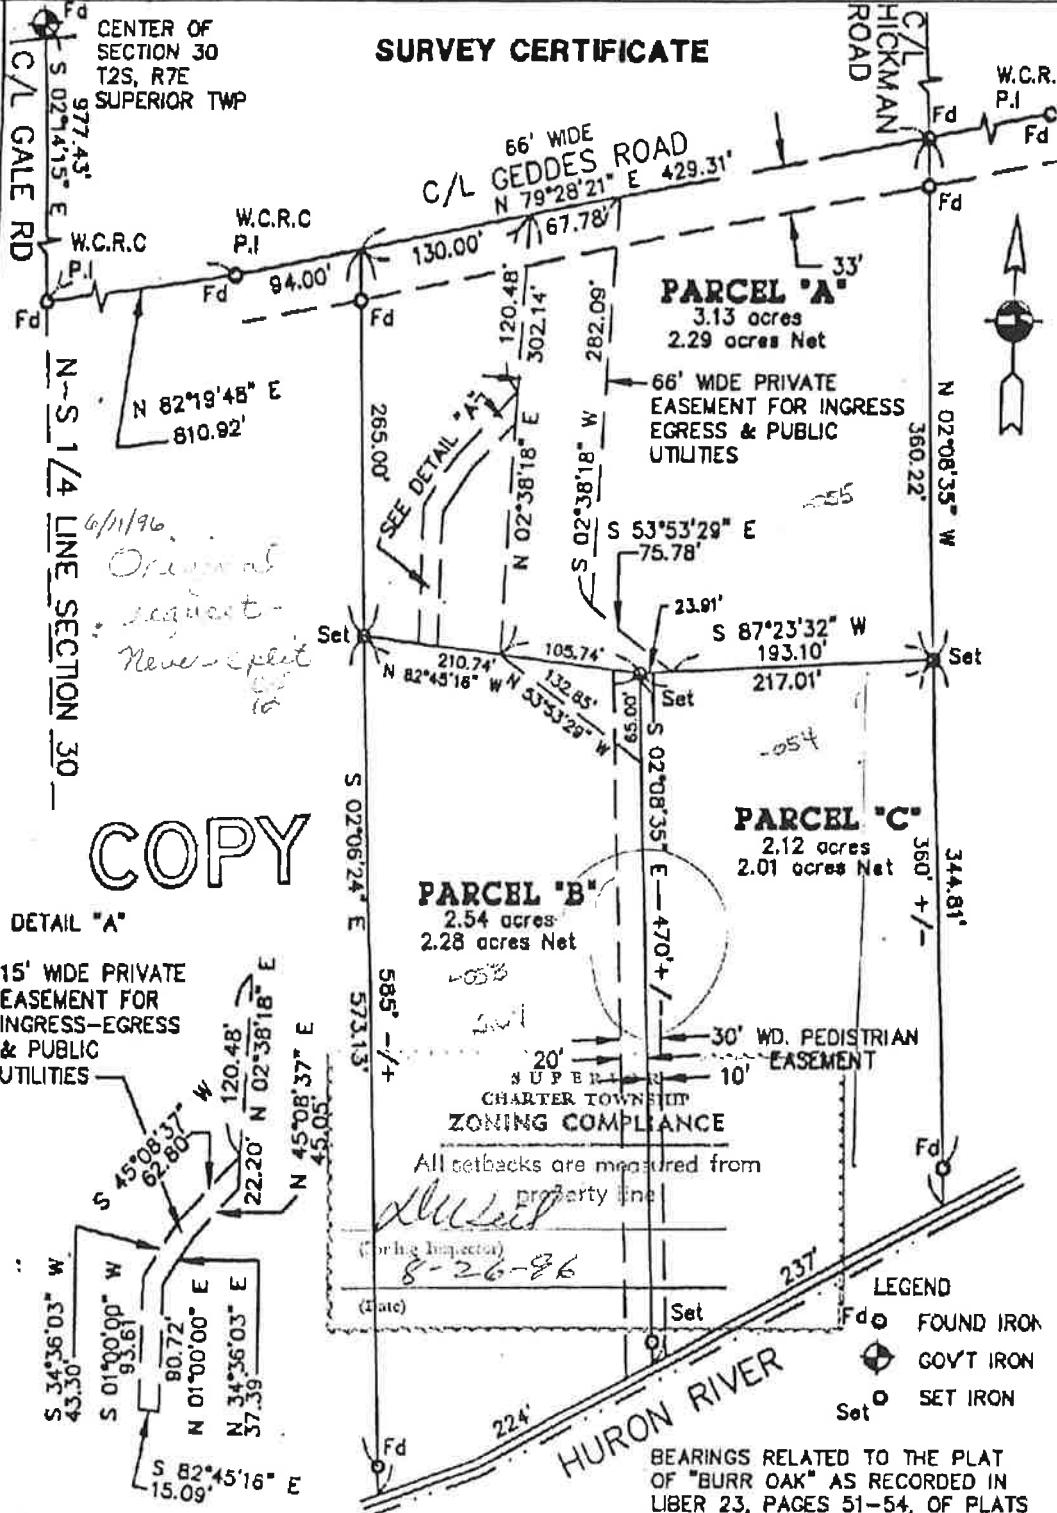 Fd
CENTER OF
SECTION 30
T2S, R7E
SUPERIOR TWP
SURVEY CERTIFICATE
C/L
HICKMAN
ROAD
W.C.R.
P.I
Fd
Fd
C/L GALE RD
S 02°14'15" E
977.43'
66' WIDE
C/L GEDDES ROAD
N 79°28'21" E 429.31'
Fd
W.C.R.C
P.I
W.C.R.C
P.I
Fd
Fd
94.00'
130.00'
67.78'
33'
Fd
PARCEL "A"
3.13 acres
2.29 acres Net
120.48'
302.14'
282.09'
N 82°19'48" E
810.92'
66' WIDE PRIVATE
EASEMENT FOR INGRESS
EGRESS & PUBLIC
UTILITIES
N-S 1/4 LINE SECTION 30
265.00'
SEE DETAIL "A"
N 02°38'18" E
S 02°38'18" W
N 02°08'35" W
360.22'
-055
6/11/96
Original
request -
Never split
S 53°53'29" E
75.78'
23.91'
S 87°23'32" W
193.10'
217.01'
Set
Set
Set
105.74'
210.74'
N 82°45'16" W
132.85'
N 53°53'29" W
65.00'
-054
S 02°08'35" E—470'+/-
COPY
S 02°06'24" E
573.13'
585' -/+
PARCEL "B"
2.54 acres
2.28 acres Net
PARCEL "C"
2.12 acres
2.01 acres Net
360' +/-
344.81'
DETAIL "A"
15' WIDE PRIVATE
EASEMENT FOR
INGRESS-EGRESS
& PUBLIC
UTILITIES
120.48'
N 02°38'18" E
S 45°08'37" W
62.80'
22.20'
N 45°08'37" E
45.05'
30' WD. PEDISTRIAN
EASEMENT
20'
10'
SUPERIOR
CHARTER TOWNSHIP
ZONING COMPLIANCE
All setbacks are measured from
property line
(Zoning Inspector)
8-26-96
(Date)
Fd
S 34°36'03" W
43.30'
S 01°00'00" W
93.61'
80.72'
N 01°00'00" E
N 34°36'03" E
37.39
S 82°45'16" E
15.09'
Set
237'
224'
Fd
HURON RIVER
LEGEND
Fd FOUND IRON
GOV'T IRON
Set SET IRON
BEARINGS RELATED TO THE PLAT
OF "BURR OAK" AS RECORDED IN
LIBER 23, PAGES 51-54, OF PLATS